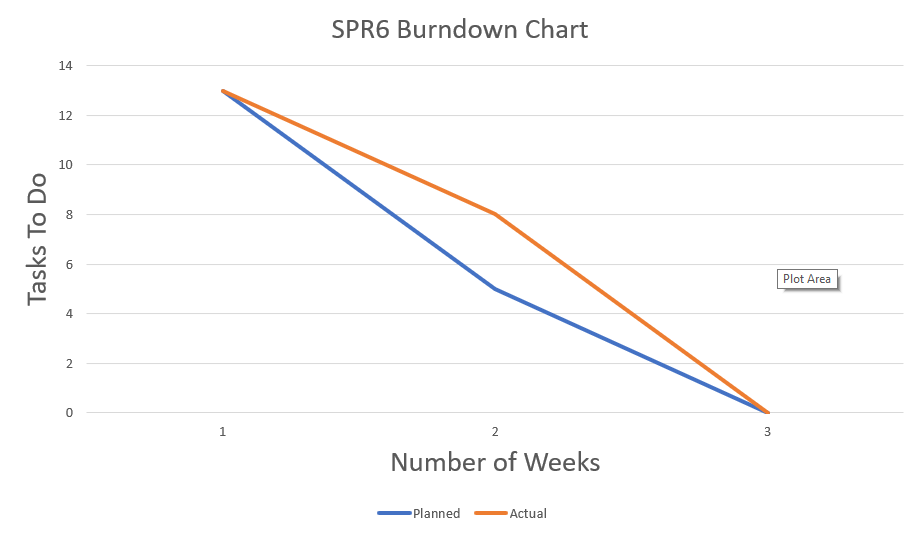 SPR6 Burndown Chart
14
12
10
8
6
4
2
0
Tasks To Do
Plot Area
1 2 3
Number of Weeks
Planned Actual